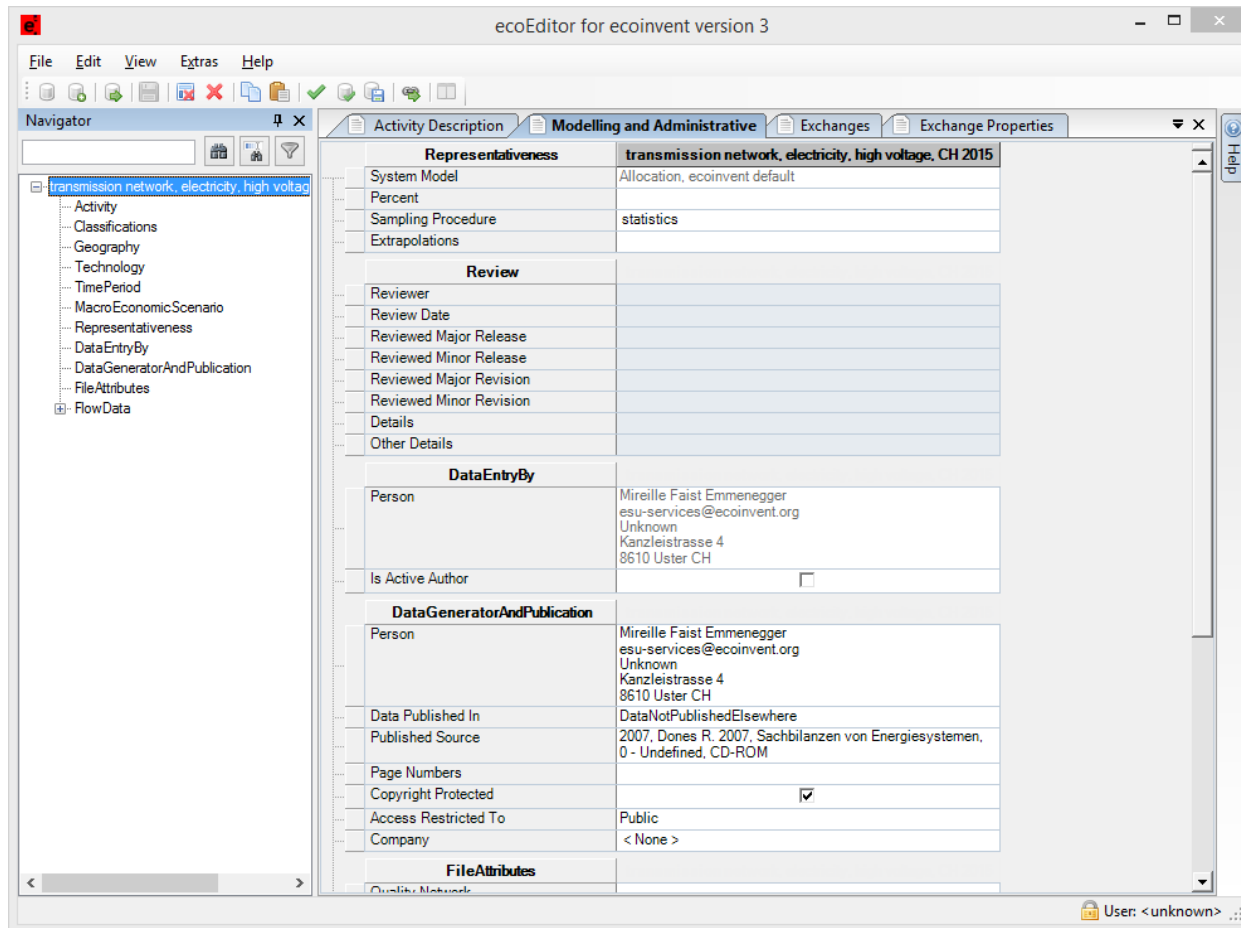 ecoEditor for ecoinvent version 3
File Edit View Extras Help
Navigator
transmission network, electricity, high voltag
Activity
Classifications
Geography
Technology
TimePeriod
MacroEconomicScenario
Representativeness
DataEntryBy
DataGeneratorAndPublication
FileAttributes
FlowData
Activity Description Modelling and Administrative Exchanges Exchange Properties
Representativeness transmission network, electricity, high voltage, CH 2015
System Model Allocation, ecoinvent default
Percent
Sampling Procedure statistics
Extrapolations
Review
Reviewer
Review Date
Reviewed Major Release
Reviewed Minor Release
Reviewed Major Revision
Reviewed Minor Revision
Details
Other Details
DataEntryBy
Person Mireille Faist Emmenegger
esu-services@ecoinvent.org
Unknown
Kanzleistrasse 4
8610 Uster CH
Is Active Author
DataGeneratorAndPublication
Person Mireille Faist Emmenegger
esu-services@ecoinvent.org
Unknown
Kanzleistrasse 4
8610 Uster CH
Data Published In DataNotPublishedElsewhere
Published Source 2007, Dones R. 2007, Sachbilanzen von Energiesystemen,
0 - Undefined, CD-ROM
Page Numbers
Copyright Protected
Access Restricted To Public
Company < None >
FileAttributes
Quality Network
Help
User: <unknown>